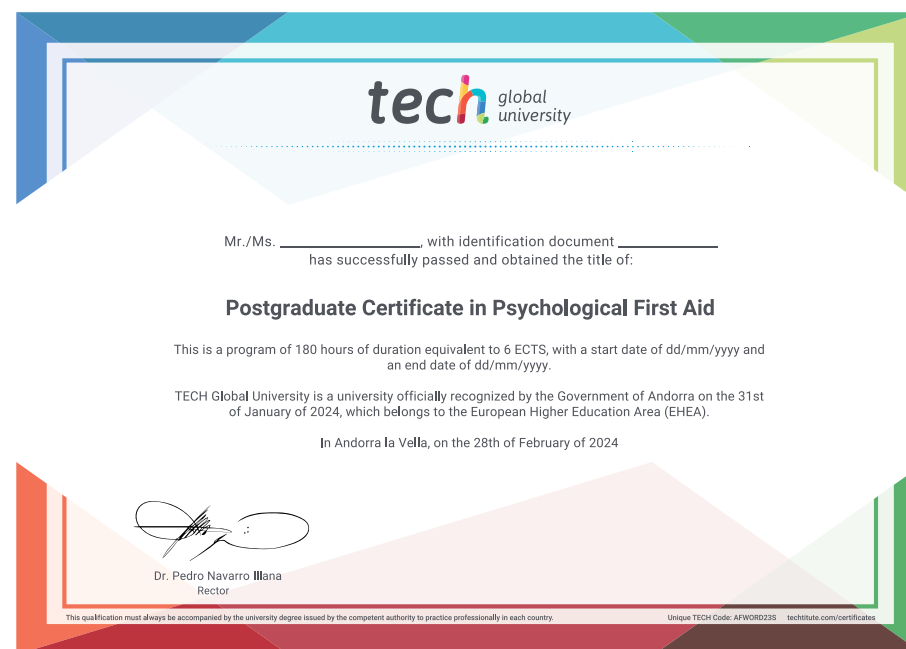 tech global university
Mr./Ms. ____________________, with identification document ______________
has successfully passed and obtained the title of:
Postgraduate Certificate in Psychological First Aid
This is a program of 180 hours of duration equivalent to 6 ECTS, with a start date of dd/mm/yyyy and
an end date of dd/mm/yyyy.
TECH Global University is a university officially recognized by the Government of Andorra on the 31st
of January of 2024, which belongs to the European Higher Education Area (EHEA).
In Andorra la Vella, on the 28th of February of 2024
Dr. Pedro Navarro Illana
Rector
This qualification must always be accompanied by the university degree issued by the competent authority to practice professionally in each country.
Unique TECH Code: AFWORD23S techtitute.com/certificates